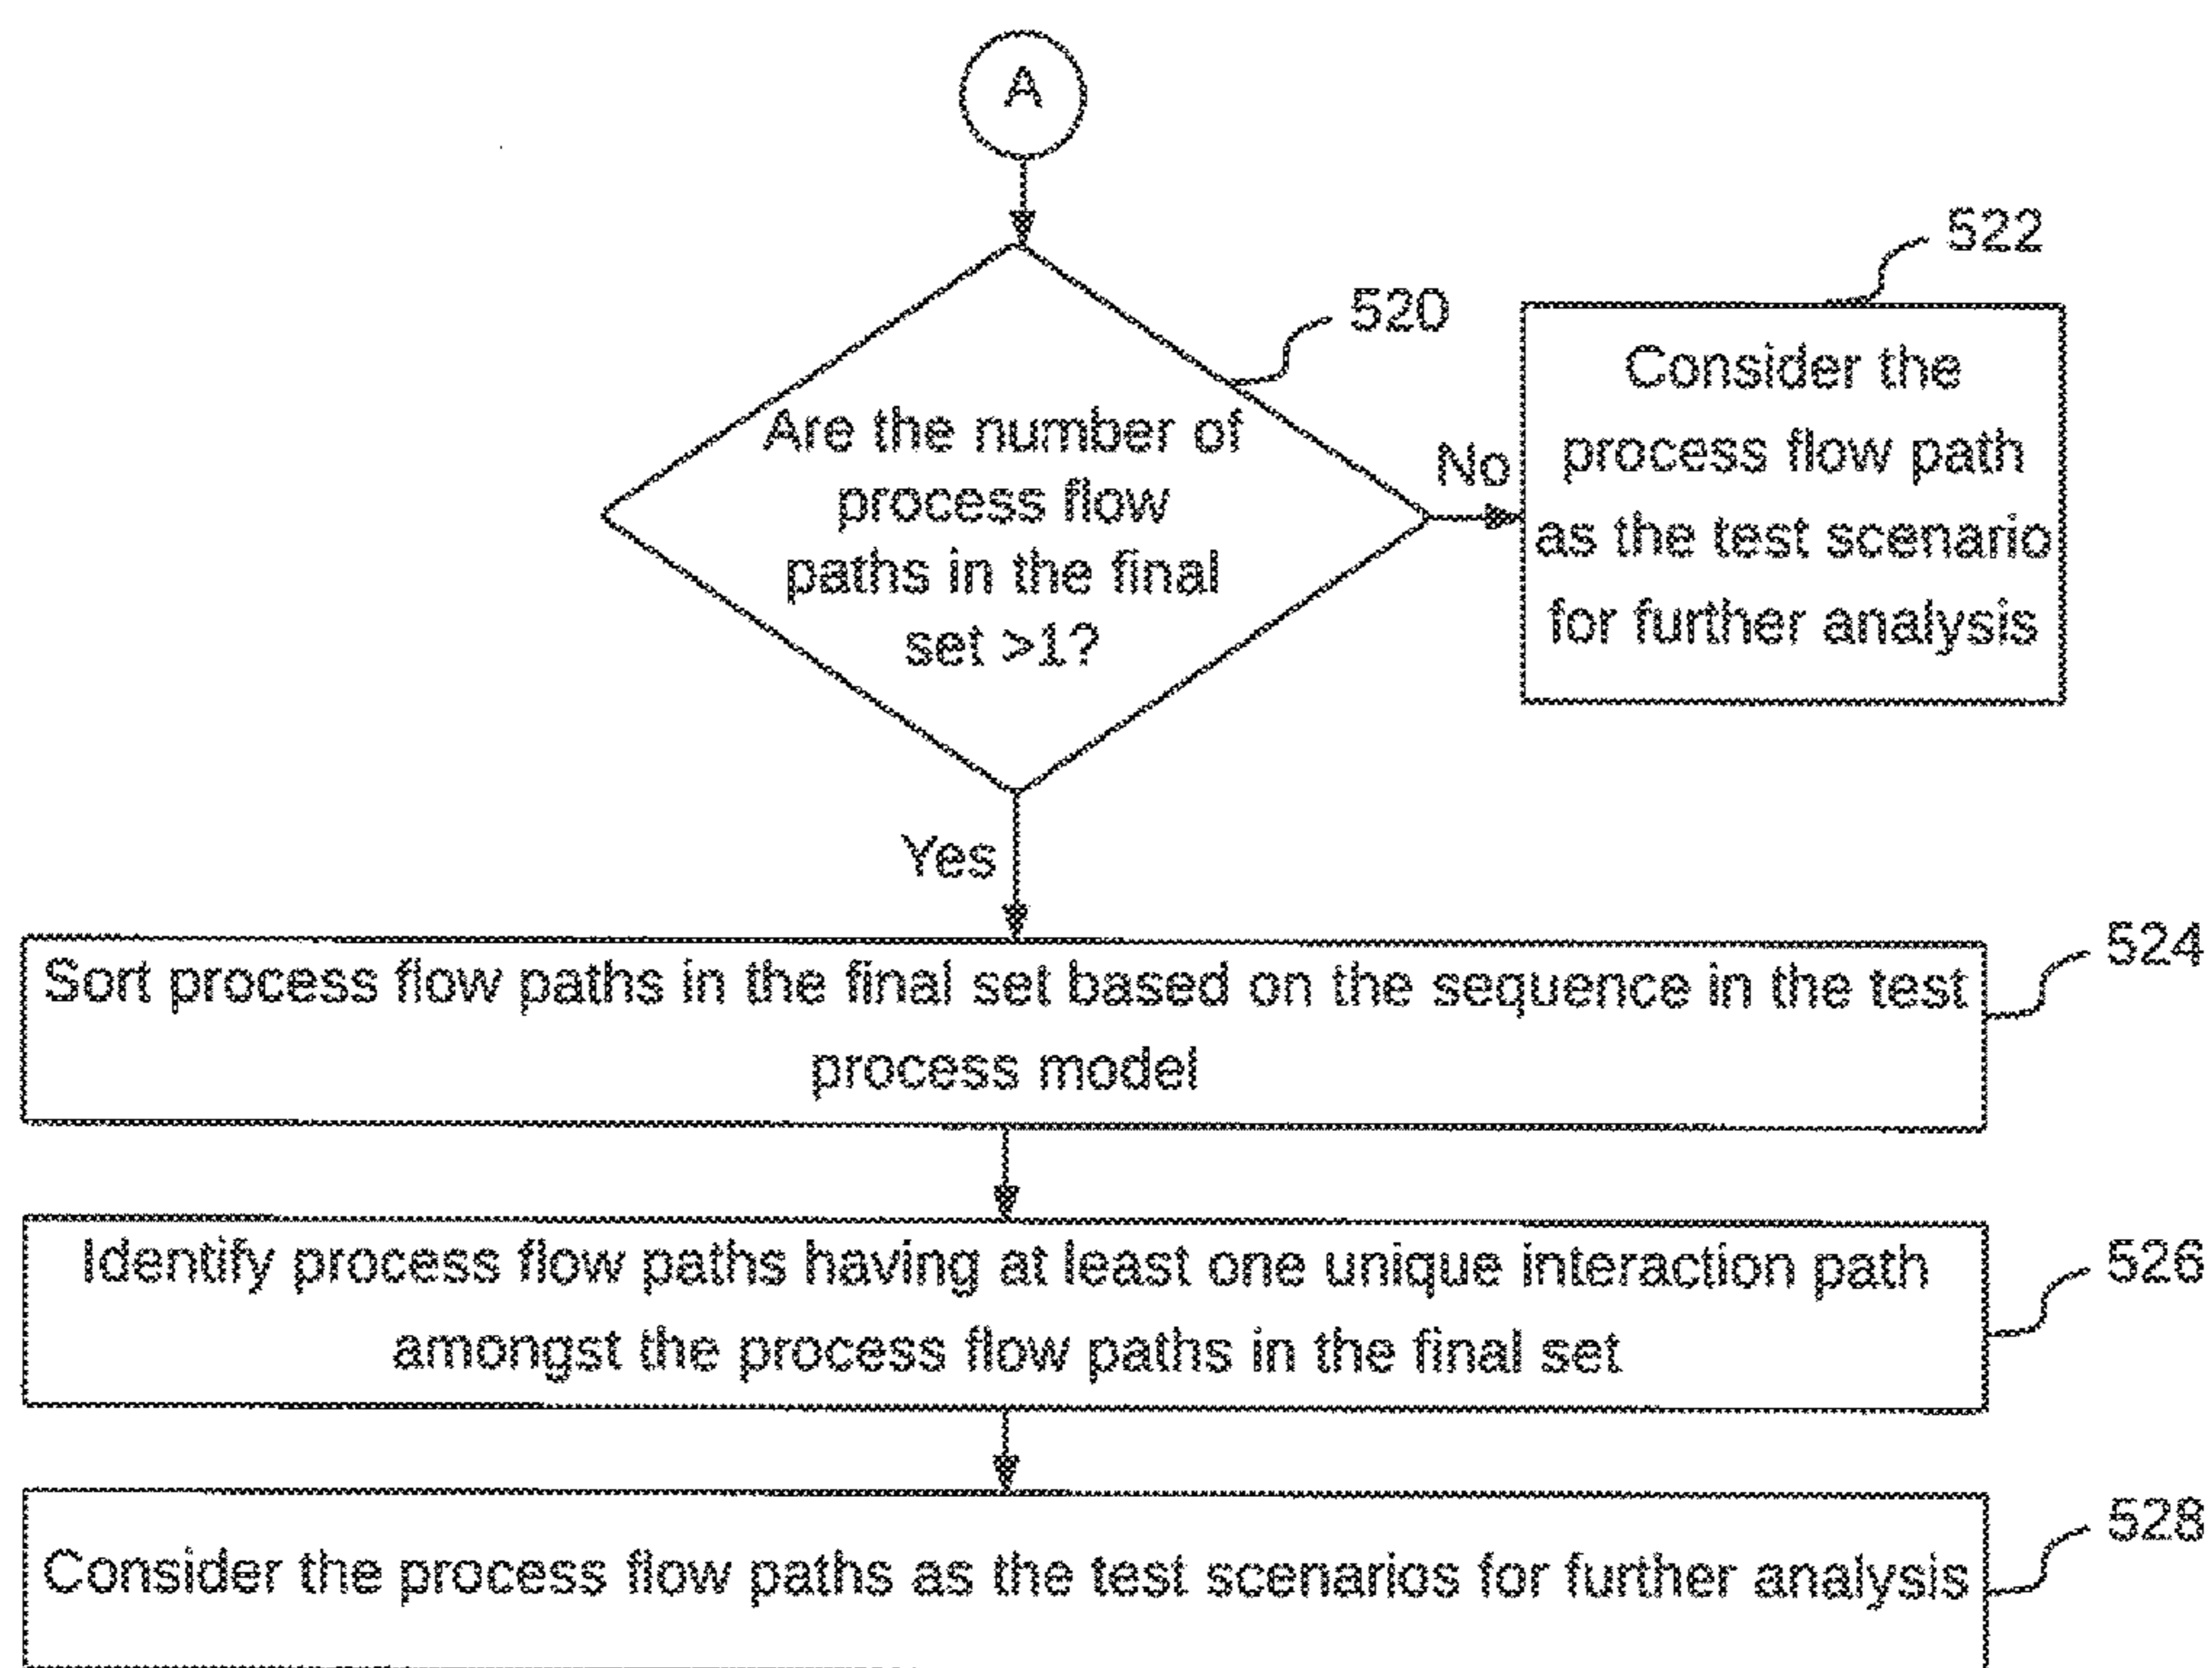 A
520
Are the number of
process flow
paths in the final
set >1?
No
522
Consider the
process flow path
as the test scenario
for further analysis
Yes
524
Sort process flow paths in the final set based on the sequence in the test
process model
526
Identify process flow paths having at least one unique interaction path
amongst the process flow paths in the final set
528
Consider the process flow paths as the test scenarios for further analysis